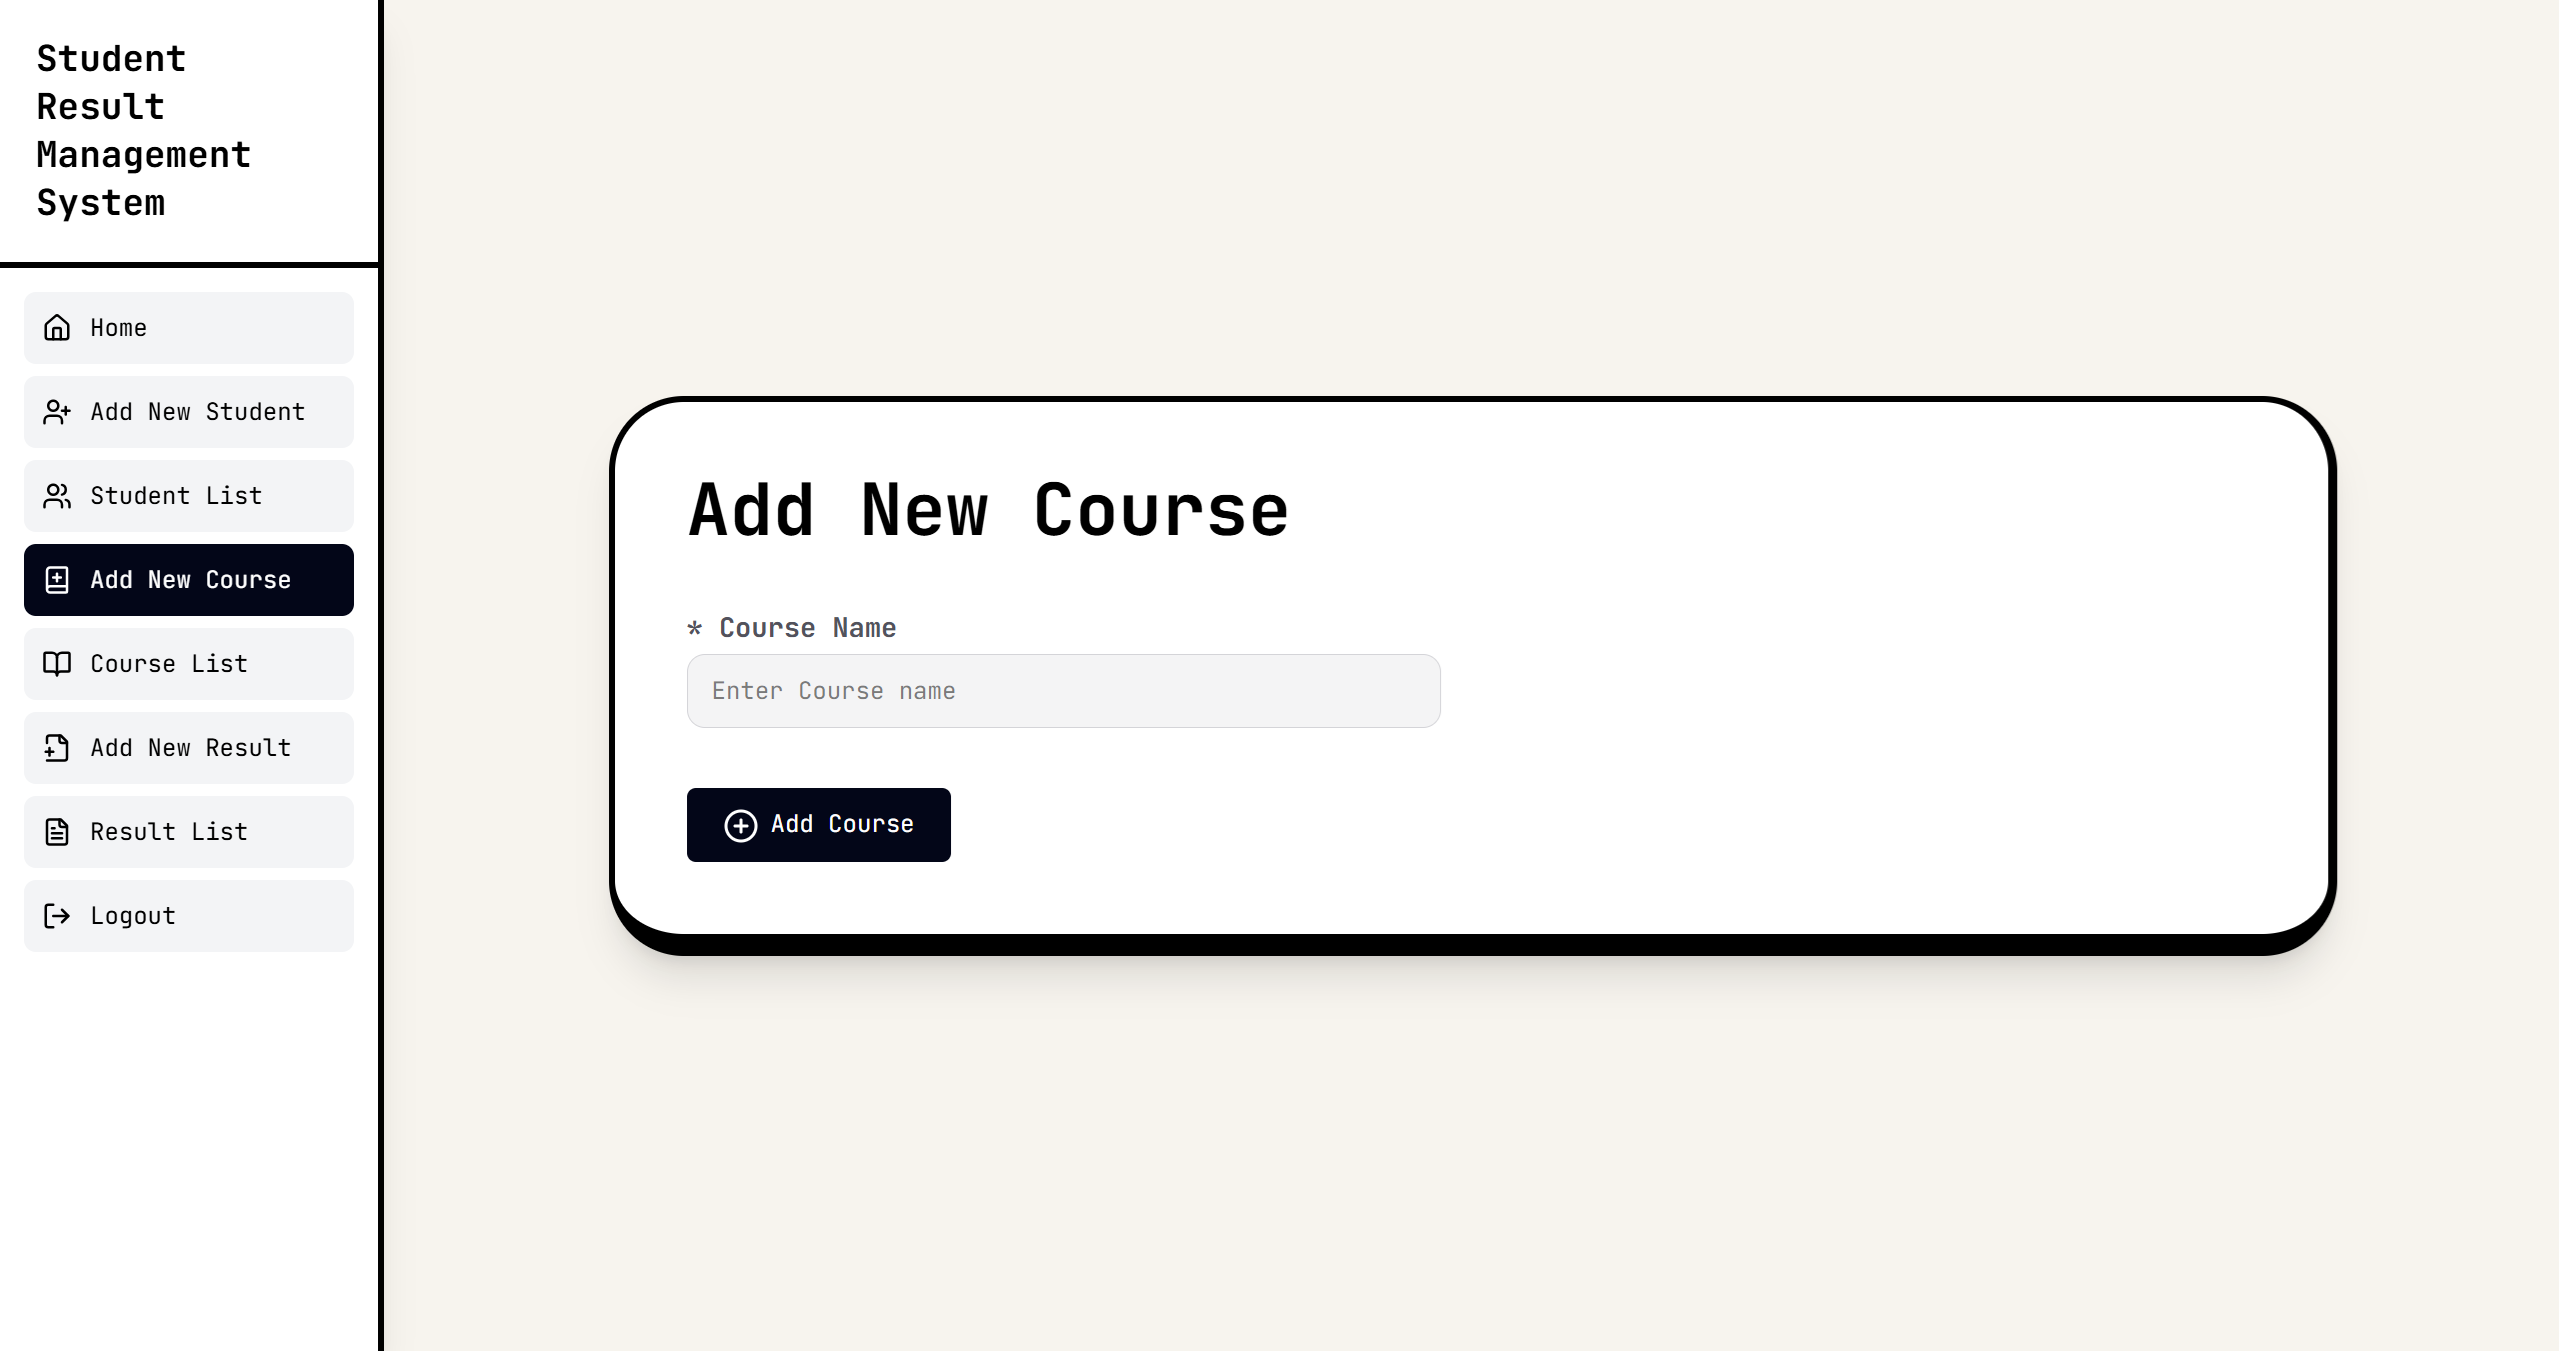 Student
Result
Management
System
Home
Add New Student
Student List
Add New Course
Course List
Add New Result
Result List
Logout
Add New Course
* Course Name
Enter Course name
Add Course